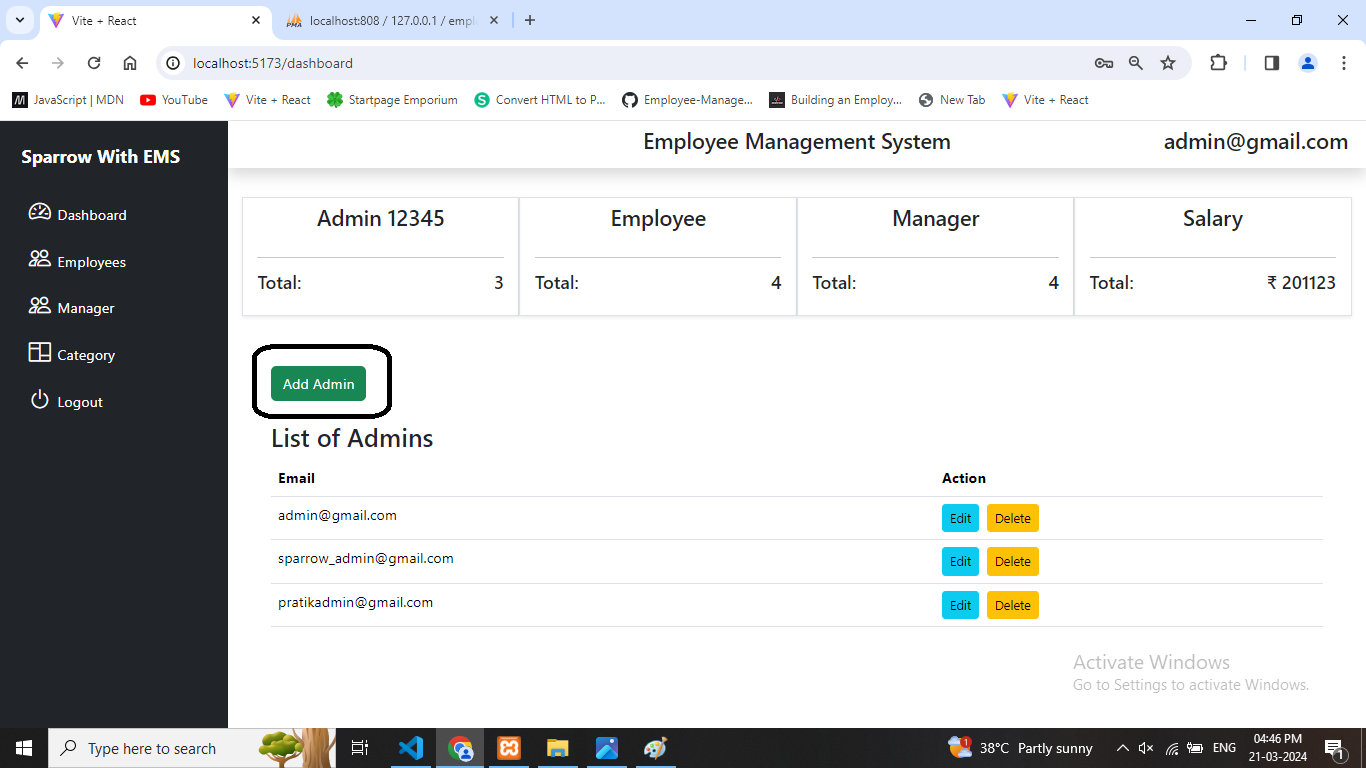 Vite + React
localhost:808 / 127.0.0.1 / empl
localhost:5173/dashboard
JavaScript | MDN
YouTube
Vite + React
Startpage Emporium
Convert HTML to P...
Employee-Manage...
Building an Employ...
New Tab
Vite + React
Sparrow With EMS
Employee Management System
admin@gmail.com
Dashboard
Employees
Manager
Category
Logout
Admin 12345
Total: 3
Employee
Total: 4
Manager
Total: 4
Salary
Total: ₹ 201123
Add Admin
List of Admins
Email Action
admin@gmail.com Edit Delete
sparrow_admin@gmail.com Edit Delete
pratikadmin@gmail.com Edit Delete
Activate Windows
Go to Settings to activate Windows.
Type here to search
1
38°C Partly sunny
ENG
04:46 PM
21-03-2024
1